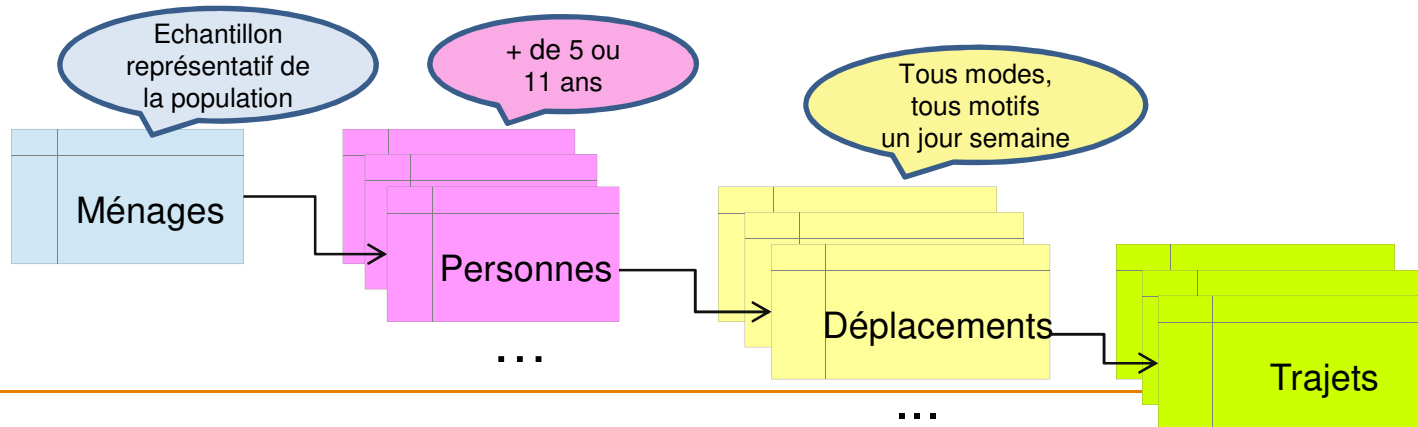 Echantillon
représentatif de
la population
+ de 5 ou
11 ans
Tous modes,
tous motifs
un jour semaine
Ménages
Personnes
Déplacements
Trajets
...
...